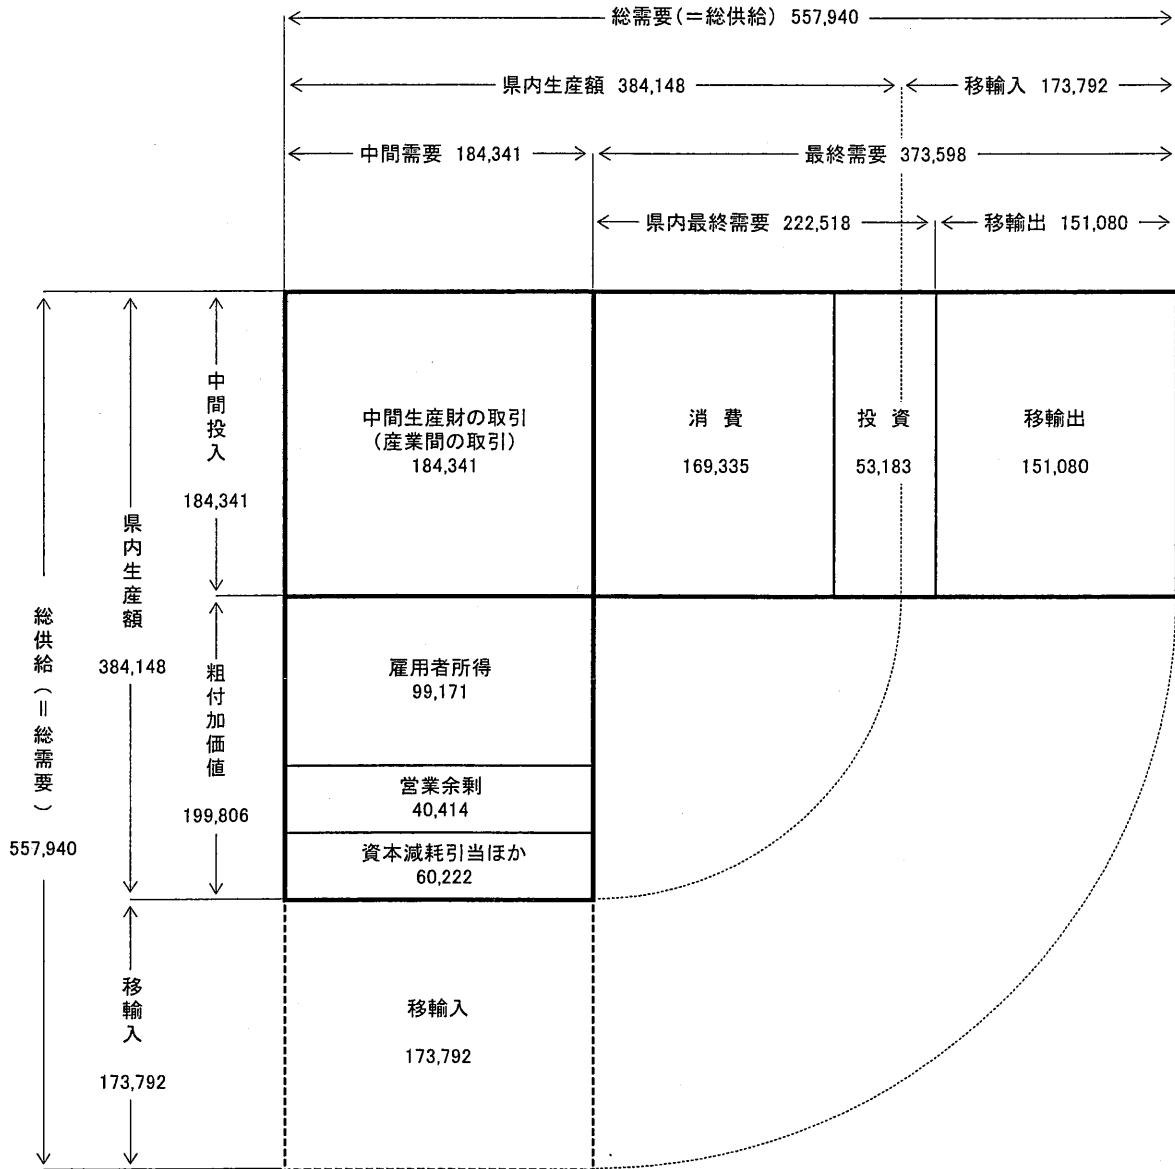 総需要(＝総供給) 557,940
県内生産額 384,148
移輸入 173,792
中間需要 184,341
最終需要 373,598
県内最終需要 222,518
移輸出 151,080
総供給(＝総需要)
557,940
県内生産額
384,148
中間投入
184,341
粗付加価値
199,806
移輸入
173,792
中間生産財の取引
(産業間の取引)
184,341
消 費
169,335
投 資
53,183
移輸出
151,080
雇用者所得
99,171
営業余剰
40,414
資本減耗引当ほか
60,222
移輸入
173,792